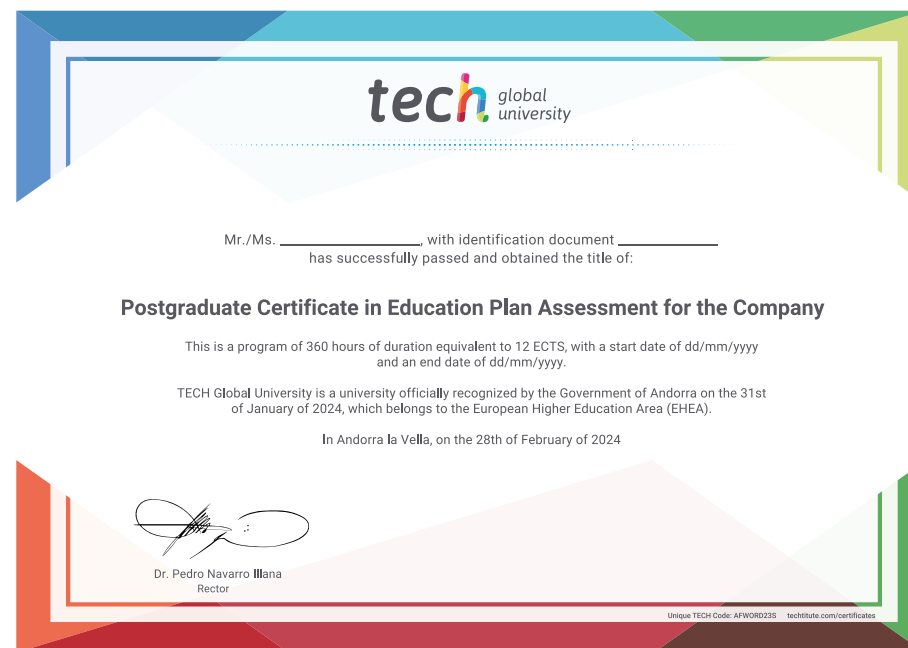 tech global
university
Mr./Ms. ____________, with identification document ____________
has successfully passed and obtained the title of:
Postgraduate Certificate in Education Plan Assessment for the Company
This is a program of 360 hours of duration equivalent to 12 ECTS, with a start date of dd/mm/yyyy
and an end date of dd/mm/yyyy.
TECH Global University is a university officially recognized by the Government of Andorra on the 31st
of January of 2024, which belongs to the European Higher Education Area (EHEA).
In Andorra la Vella, on the 28th of February of 2024
Dr. Pedro Navarro Illana
Rector
Unique TECH Code: AFWORD23S techtitute.com/certificates